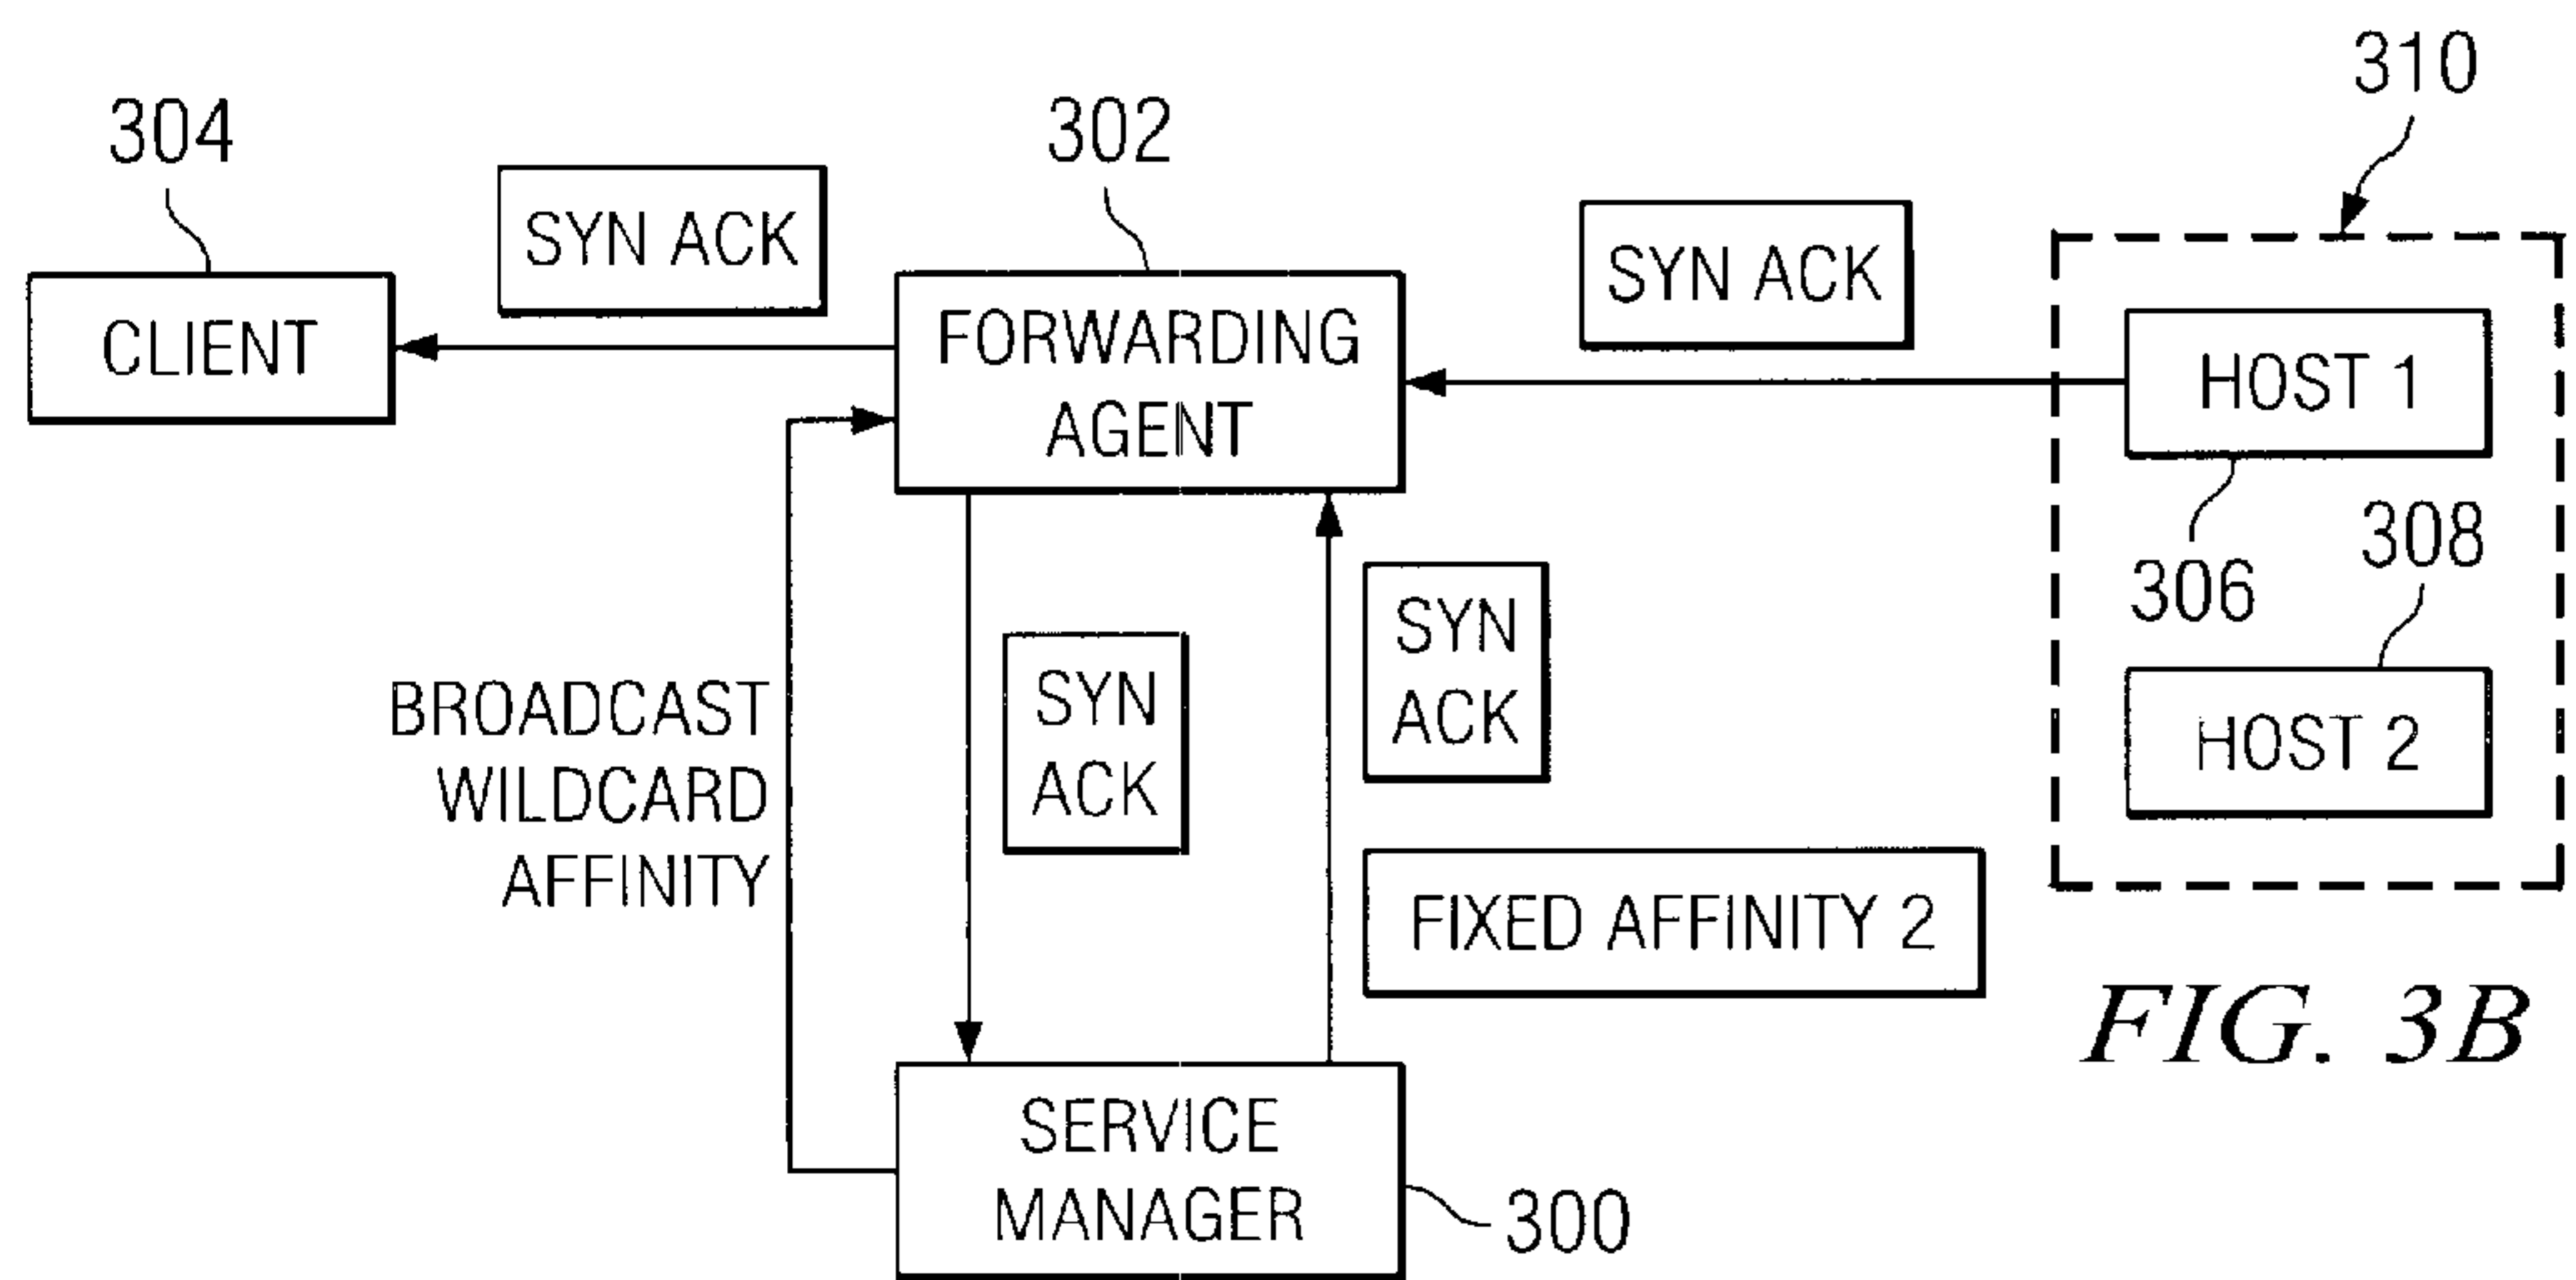 310
304
302
SYN ACK
SYN ACK
CLIENT
FORWARDING
AGENT
HOST 1
306
308
HOST 2
BROADCAST
WILDCARD
AFFINITY
SYN
ACK
SYN
ACK
FIXED AFFINITY 2
FIG. 3B
SERVICE
MANAGER
300